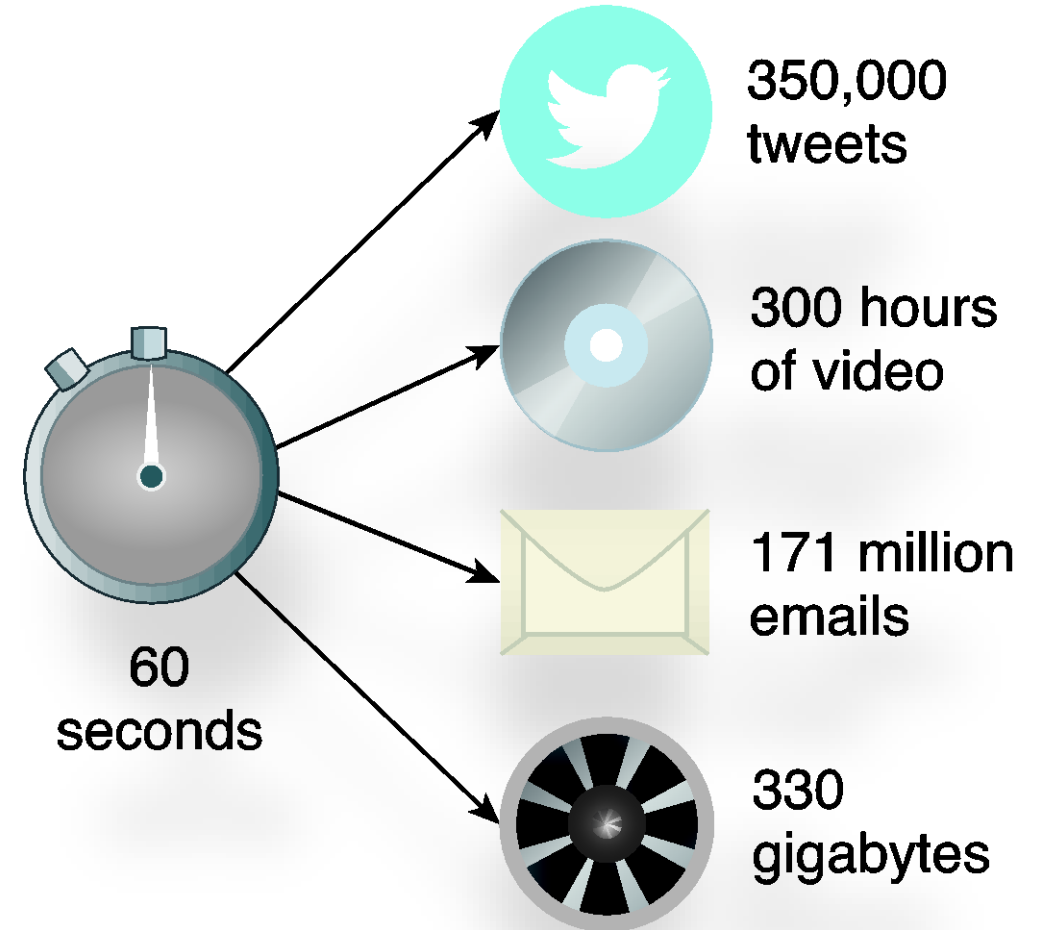 350,000
tweets
300 hours
of video
171 million
emails
60
seconds
330
gigabytes